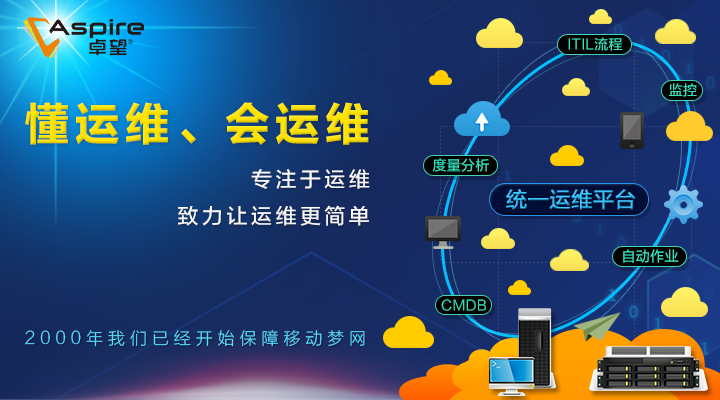 Aspire
卓望®
懂运维、会运维
专注于运维
致力让运维更简单
2000年我们已经开始保障移动梦网
ITIL流程
监控
度量分析
统一运维平台
自动作业
CMDB